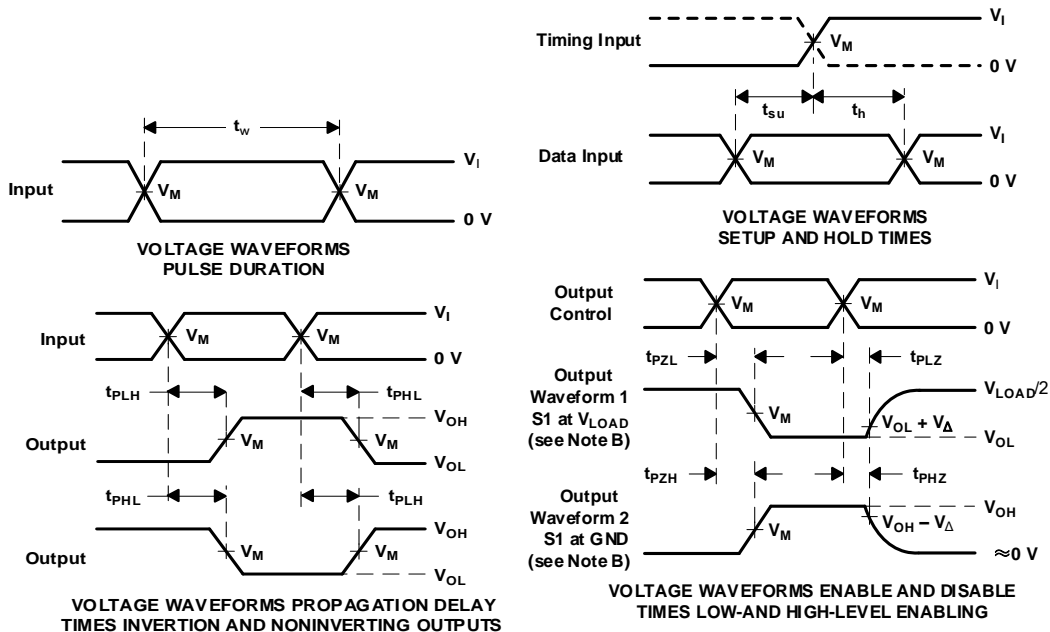 t_w
Input
V_M
V_M
V_I
0 V
VOLTAGE WAVEFORMS
PULSE DURATION
Timing Input
V_M
V_I
0 V
t_su
t_h
Data Input
V_M
V_M
V_I
0 V
VOLTAGE WAVEFORMS
SETUP AND HOLD TIMES
Input
V_M
V_M
V_I
0 V
t_PLH
t_PHL
Output
V_M
V_M
V_OH
V_OL
t_PHL
t_PLH
Output
V_M
V_M
V_OH
V_OL
VOLTAGE WAVEFORMS PROPAGATION DELAY
TIMES INVERTION AND NONINVERTING OUTPUTS
Output
Control
V_M
V_M
V_I
0 V
t_PZL
t_PLZ
Output
Waveform 1
S1 at V_LOAD
(see Note B)
V_M
V_OL + V_Δ
V_LOAD/2
V_OL
t_PZH
t_PHZ
Output
Waveform 2
S1 at GND
(see Note B)
V_M
V_OH − V_Δ
V_OH
≈0 V
VOLTAGE WAVEFORMS ENABLE AND DISABLE
TIMES LOW-AND HIGH-LEVEL ENABLING